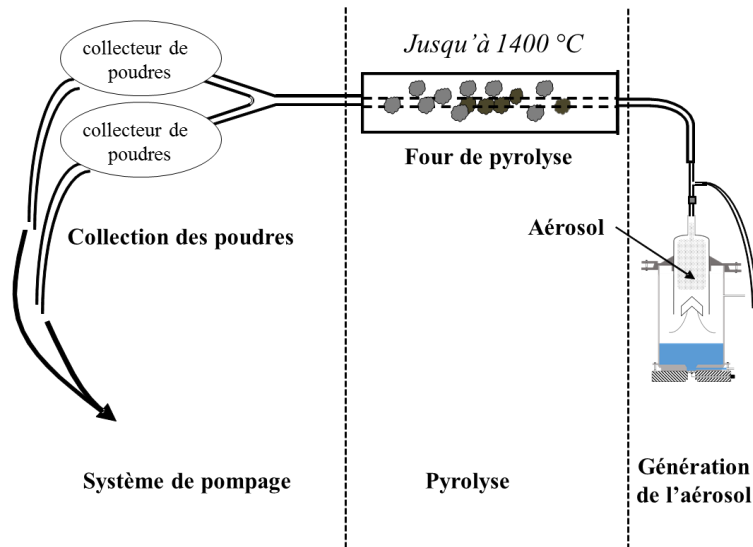 collecteur de
poudres
collecteur de
poudres
Collection des poudres
Système de pompage
Jusqu’à 1400 °C
Four de pyrolyse
Pyrolyse
Aérosol
Génération
de l’aérosol